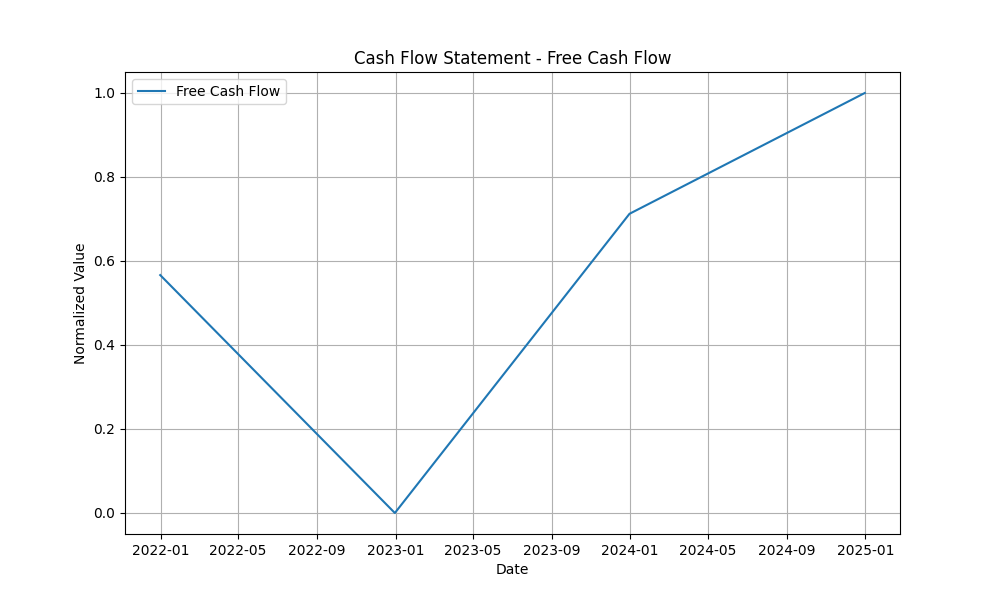 Cash Flow Statement - Free Cash Flow
Free Cash Flow
1.0
0.8
0.6
0.4
0.2
0.0
Normalized Value
2022-01 2022-05 2022-09 2023-01 2023-05 2023-09 2024-01 2024-05 2024-09 2025-01
Date